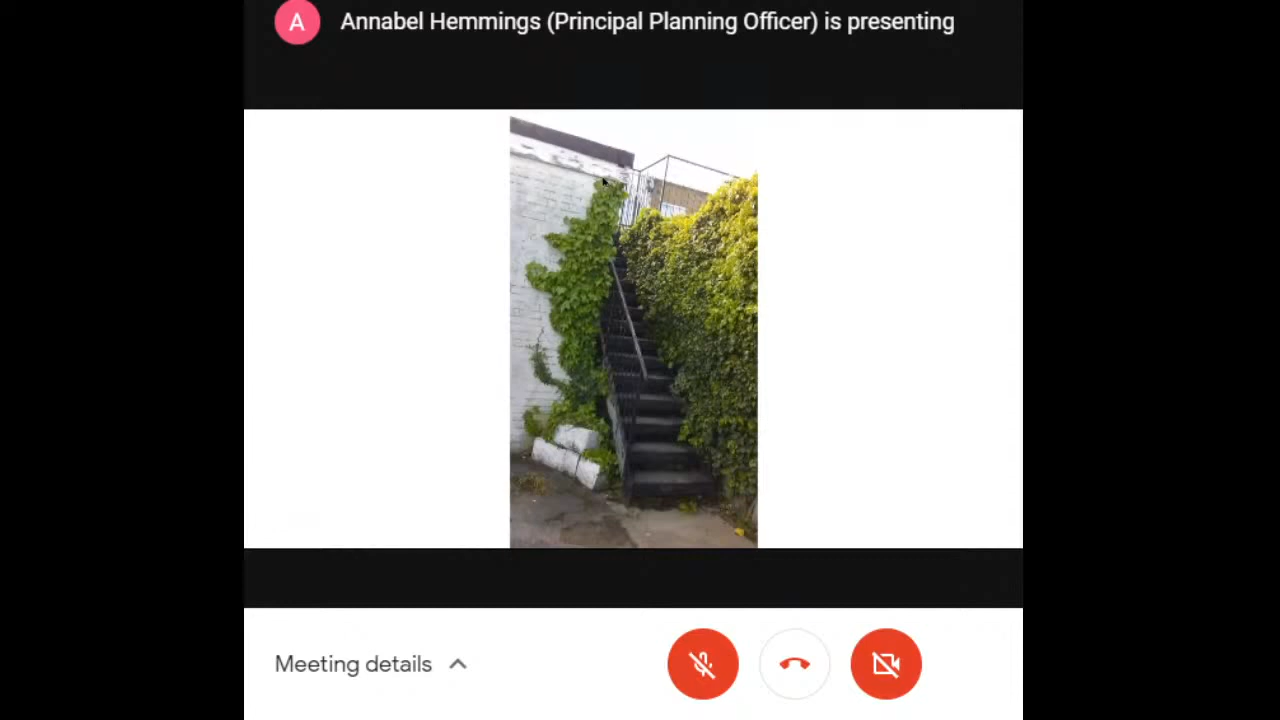 A
Annabel Hemmings (Principal Planning Officer) is presenting
Meeting details